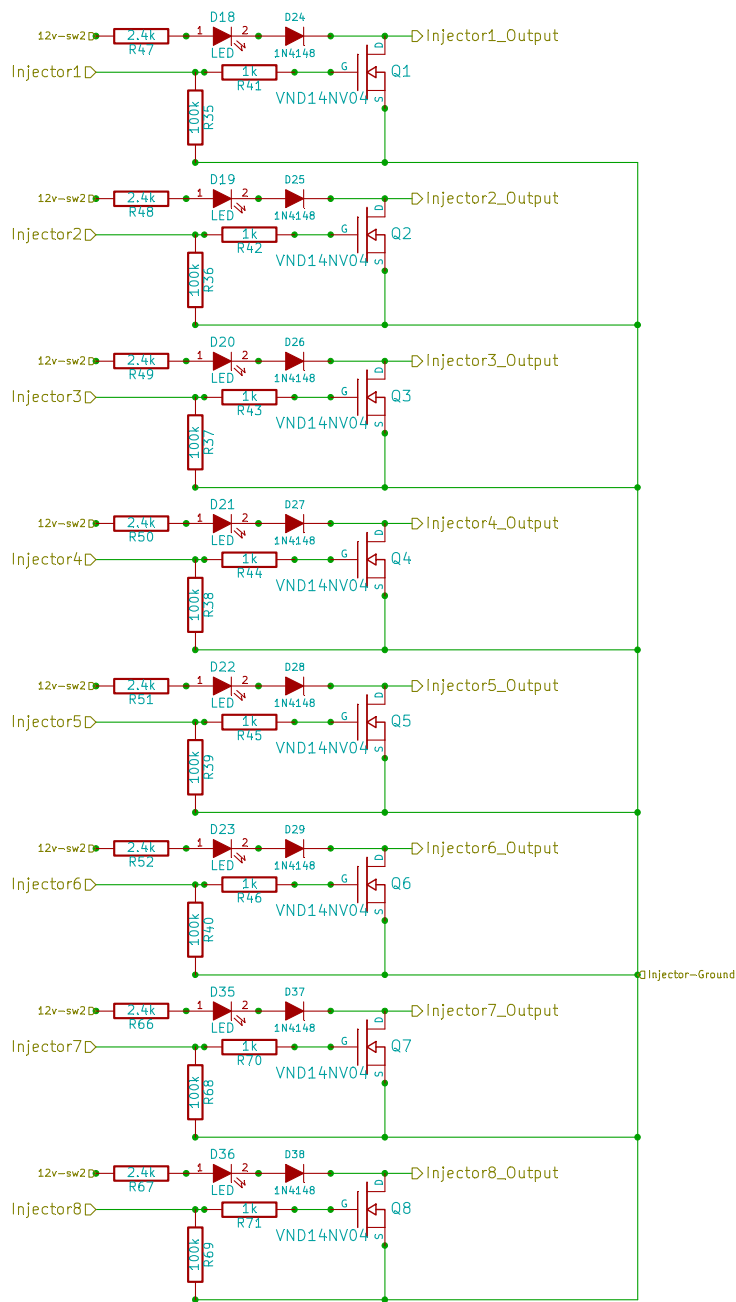 D18 D24
12v-sw2 2.4k 1 2 Injector1_Output
R47 LED 1N4148 D
Injector1 1k G Q1
R41 VND14NV04 S
100k R35
D19 D25
12v-sw2 2.4k 1 2 Injector2_Output
R48 LED 1N4148 D
Injector2 1k G Q2
R42 VND14NV04 S
100k R36
D20 D26
12v-sw2 2.4k 1 2 Injector3_Output
R49 LED 1N4148 D
Injector3 1k G Q3
R43 VND14NV04 S
100k R37
D21 D27
12v-sw2 2.4k 1 2 Injector4_Output
R50 LED 1N4148 D
Injector4 1k G Q4
R44 VND14NV04 S
100k R38
D22 D28
12v-sw2 2.4k 1 2 Injector5_Output
R51 LED 1N4148 D
Injector5 1k G Q5
R45 VND14NV04 S
100k R39
D23 D29
12v-sw2 2.4k 1 2 Injector6_Output
R52 LED 1N4148 D
Injector6 1k G Q6
R46 VND14NV04 S
100k R40
Injector-Ground
D35 D37
12v-sw2 2.4k 1 2 Injector7_Output
R66 LED 1N4148 D
Injector7 1k G Q7
R70 VND14NV04 S
100k R68
D36 D38
12v-sw2 2.4k 1 2 Injector8_Output
R67 LED 1N4148 D
Injector8 1k G Q8
R71 VND14NV04 S
100k R69